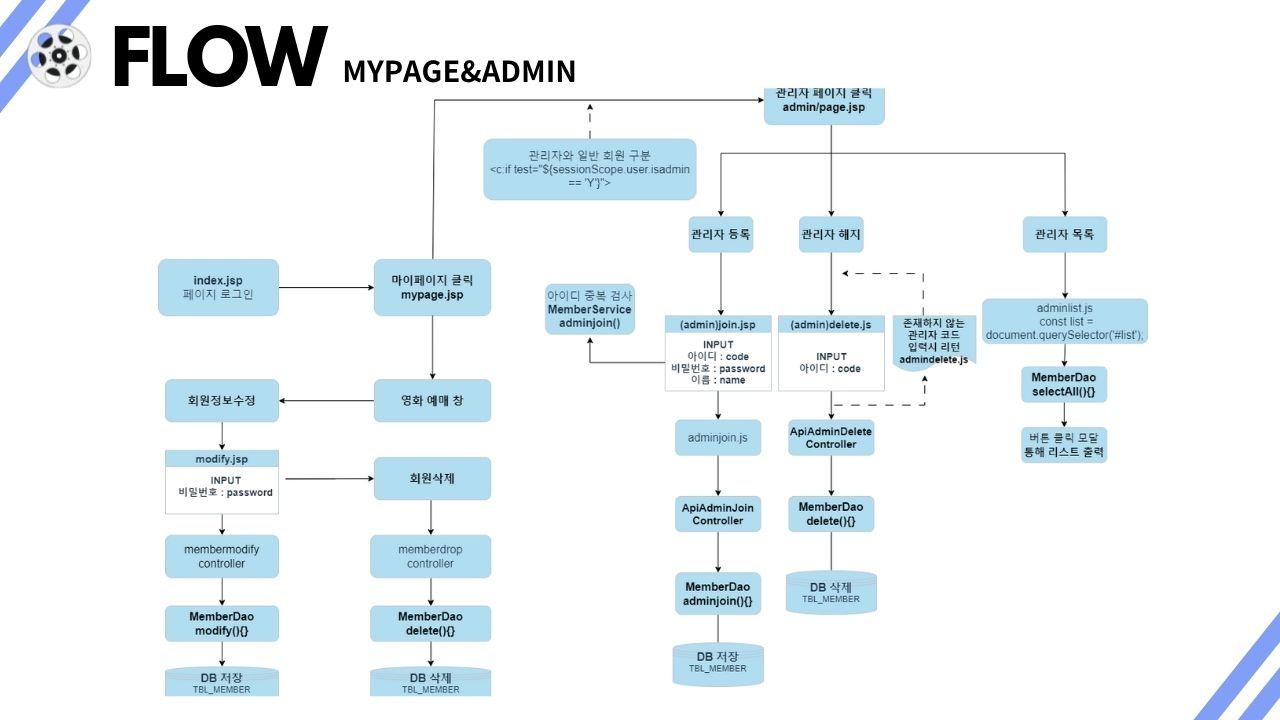 FLOW MYPAGE&ADMIN
관리자 페이지 클릭
admin/page.jsp
관리자와 일반 회원 구분
<c:if test="${sessionScope.user.isadmin
== 'Y'}">
관리자 등록
관리자 해지
관리자 목록
index.jsp
페이지 로그인
마이페이지 클릭
mypage.jsp
아이디 중복 검사
MemberService
adminjoin()
(admin)join.jsp
INPUT
아이디 : code
비밀번호 : password
이름 : name
(admin)delete.js
INPUT
아이디 : code
존재하지 않는
관리자 코드
입력시 리턴
admindelete.js
adminlist.js
const list =
document.querySelector('#list');
MemberDao
selectAll(){}
버튼 클릭 모달
통해 리스트 출력
회원정보수정
영화 예매 창
modify.jsp
INPUT
비밀번호 : password
회원삭제
adminjoin.js
ApiAdminDelete
Controller
ApiAdminJoin
Controller
MemberDao
delete(){}
membermodify
controller
memberdrop
controller
MemberDao
adminjoin(){}
DB 삭제
TBL_MEMBER
MemberDao
modify(){}
MemberDao
delete(){}
DB 저장
TBL_MEMBER
DB 저장
TBL_MEMBER
DB 삭제
TBL_MEMBER